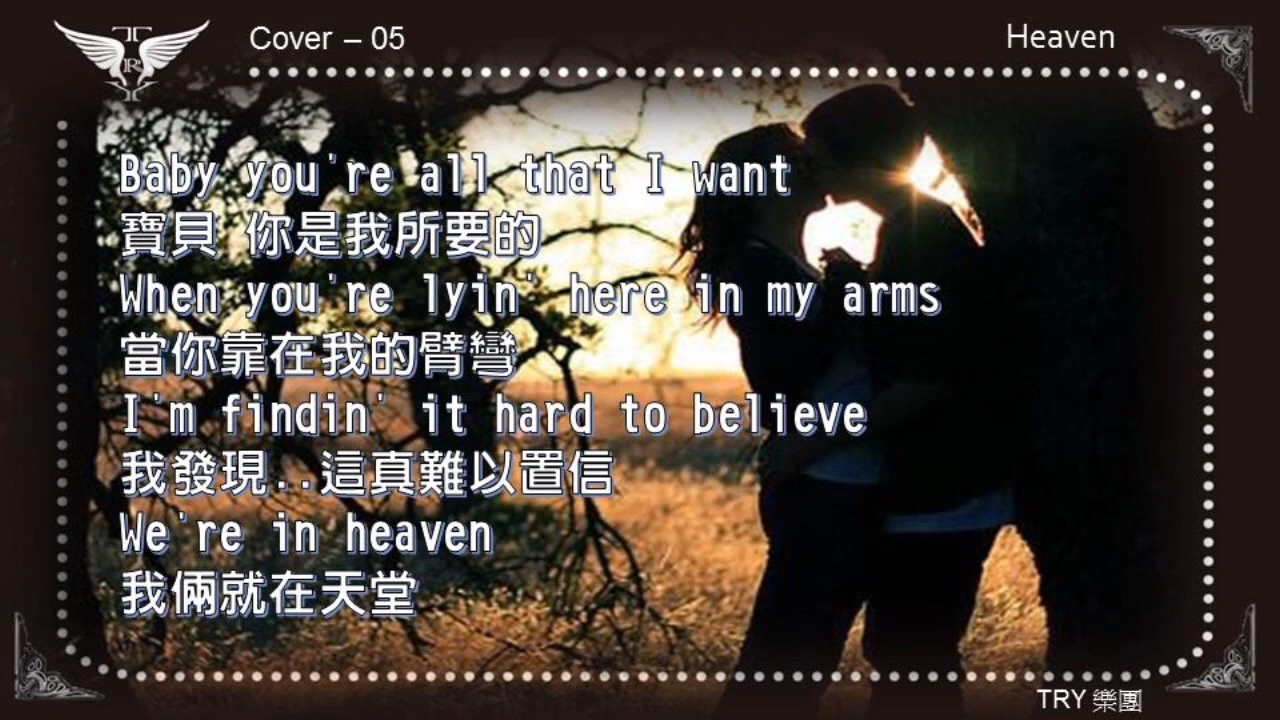 Cover – 05
Heaven
Baby you're all that I want
寶貝 你是我所要的
When you're lyin' here in my arms
當你靠在我的臂彎
I'm findin' it hard to believe
我發現..這真難以置信
We're in heaven
我倆就在天堂
TRY 樂團